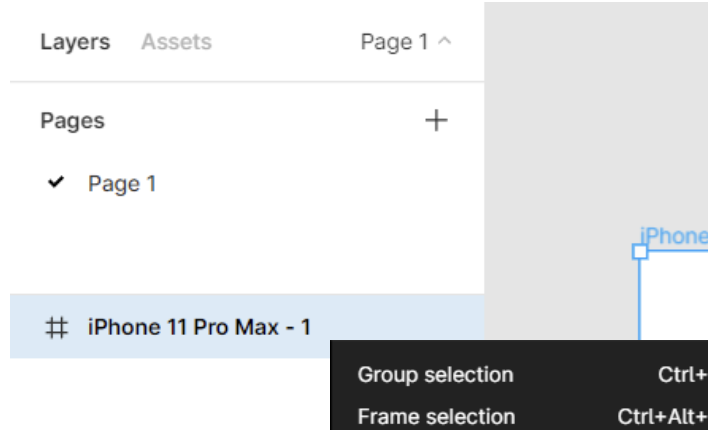 Layers Assets Page 1
Pages
Page 1
iPhone
iPhone 11 Pro Max - 1
Group selection Ctrl+
Frame selection Ctrl+Alt+